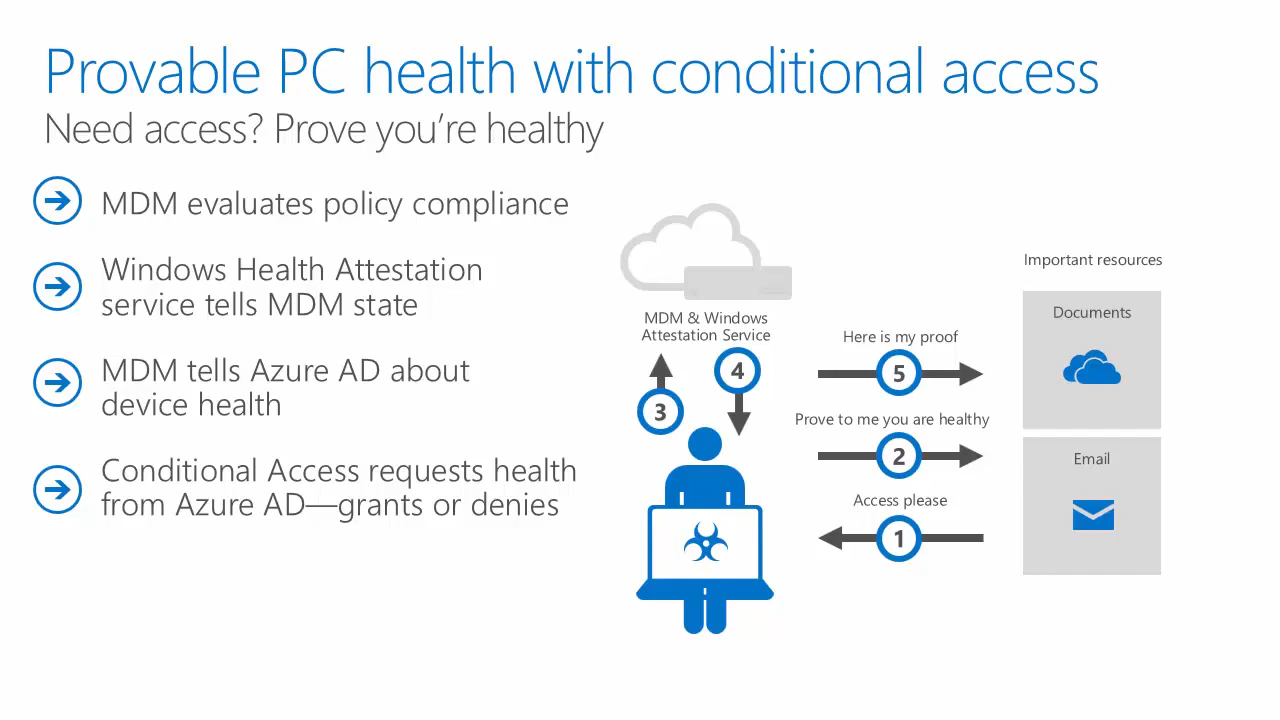 Provable PC health with conditional access
Need access? Prove you're healthy
MDM evaluates policy compliance
Windows Health Attestation
service tells MDM state
MDM tells Azure AD about
device health
Conditional Access requests health
from Azure AD—grants or denies
MDM & Windows
Attestation Service
3
4
Here is my proof
5
Prove to me you are healthy
2
Access please
1
Important resources
Documents
Email